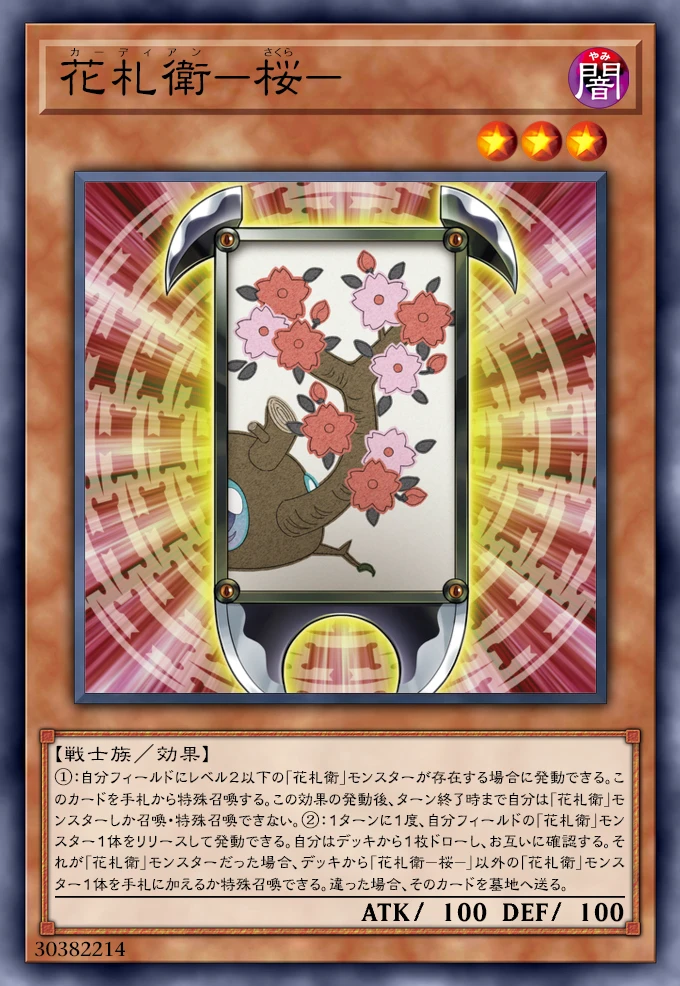 カーディアン さくら
花札衛－桜－
やみ
闇
【戦士族／効果】
①：自分フィールドにレベル２以下の「花札衛」モンスターが存在する場合に発動できる。こ
のカードを手札から特殊召喚する。この効果の発動後、ターン終了時まで自分は「花札衛」モ
ンスターしか召喚・特殊召喚できない。②：1ターンに1度、自分フィールドの「花札衛」モン
スター1体をリリースして発動できる。自分はデッキから1枚ドローし、お互いに確認する。そ
れが「花札衛」モンスターだった場合、デッキから「花札衛－桜－」以外の「花札衛」モンス
ター1体を手札に加えるか特殊召喚できる。違った場合、そのカードを墓地へ送る。
ATK/ 100 DEF/ 100
30382214